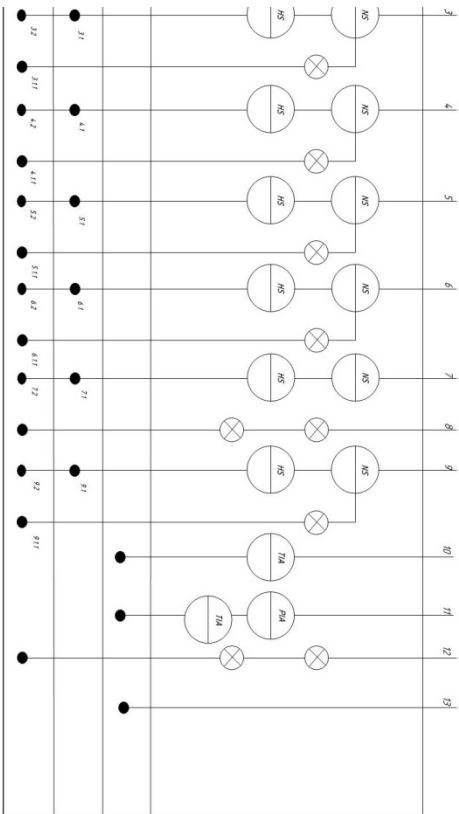 3.2 3.1 HS NS 3
3.1.1
4.2 4.1 HS NS 4
4.1.1
5.2 5.1 HS NS 5
5.1.1
6.2 6.1 HS NS 6
6.1.1
7.2 7.1 HS NS 7
8
9.2 9.1 HS NS 9
9.1.1
TIA 10
TIA PIA 11
12
13